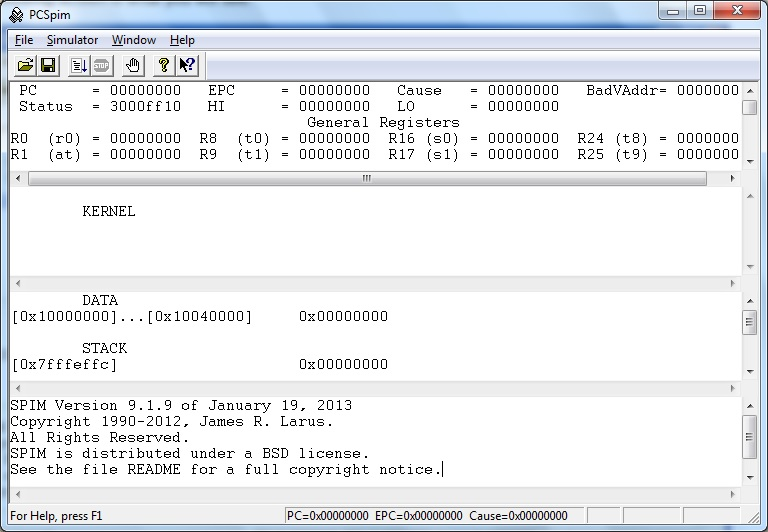 PCSpim
File Simulator Window Help
STOP
PC = 00000000 EPC = 00000000 Cause = 00000000 BadVAddr= 0000000
Status = 3000ff10 HI = 00000000 LO = 00000000
General Registers
R0 (r0) = 00000000 R8 (t0) = 00000000 R16 (s0) = 00000000 R24 (t8) = 0000000
R1 (at) = 00000000 R9 (t1) = 00000000 R17 (s1) = 00000000 R25 (t9) = 0000000
KERNEL
DATA
[0x10000000]...[0x10040000] 0x00000000
STACK
[0x7fffeffc] 0x00000000
SPIM Version 9.1.9 of January 19, 2013
Copyright 1990-2012, James R. Larus.
All Rights Reserved.
SPIM is distributed under a BSD license.
See the file README for a full copyright notice.
For Help, press F1 PC=0x00000000 EPC=0x00000000 Cause=0x00000000